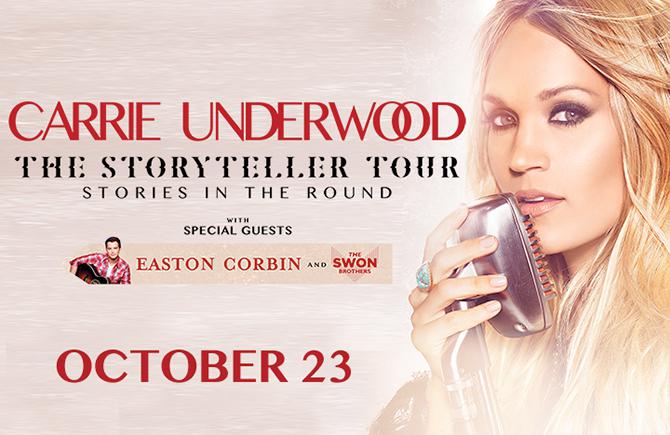 CARRIE UNDERWOOD
THE STORYTELLER TOUR
STORIES IN THE ROUND
WITH
SPECIAL GUESTS
EASTON CORBIN AND THE SWON BROTHERS
OCTOBER 23